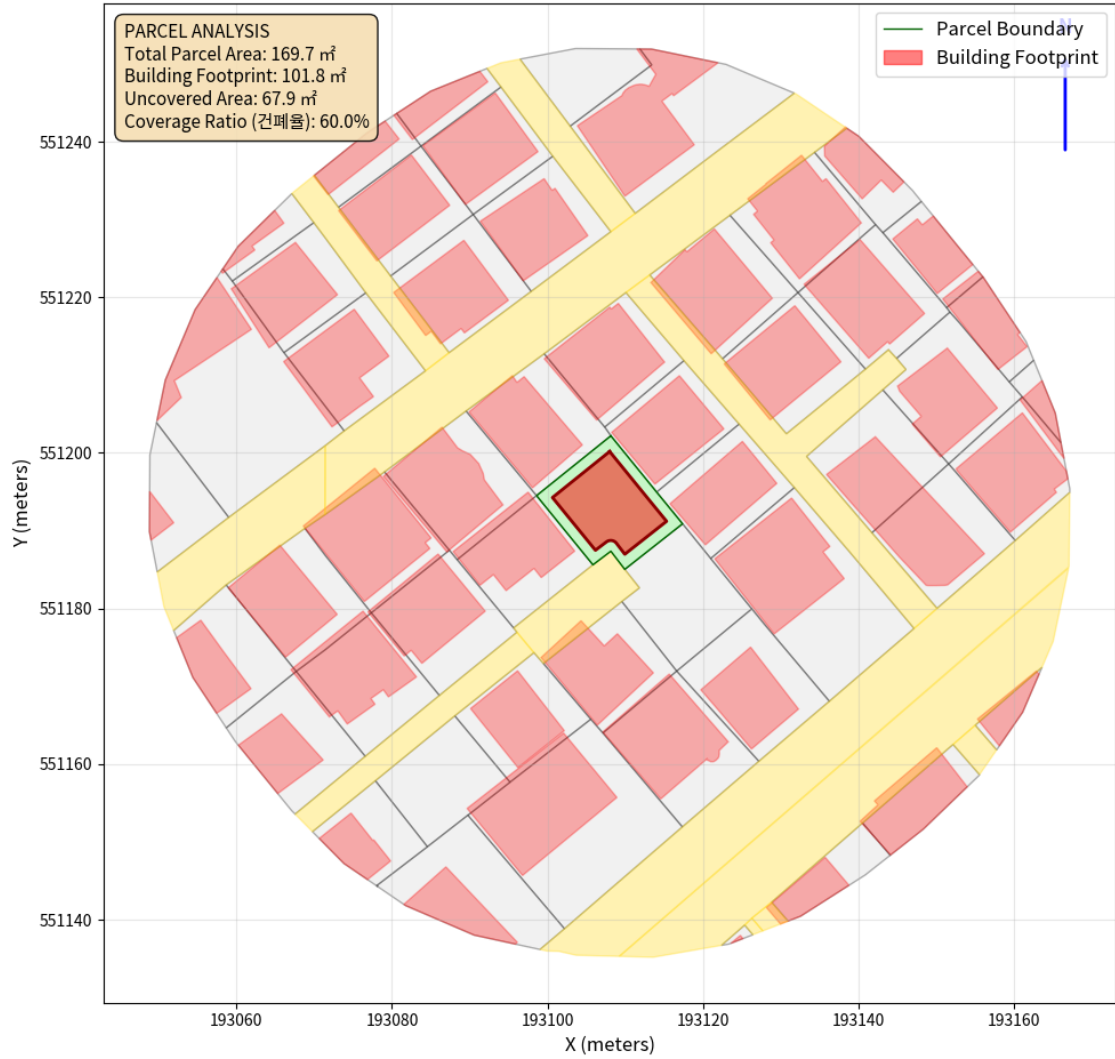 PARCEL ANALYSIS
Total Parcel Area: 169.7 ㎡
Building Footprint: 101.8 ㎡
Uncovered Area: 67.9 ㎡
Coverage Ratio (건폐율): 60.0%
N
Parcel Boundary
Building Footprint
551240
551220
551200
551180
551160
551140
Y (meters)
193060
193080
193100
193120
193140
193160
X (meters)